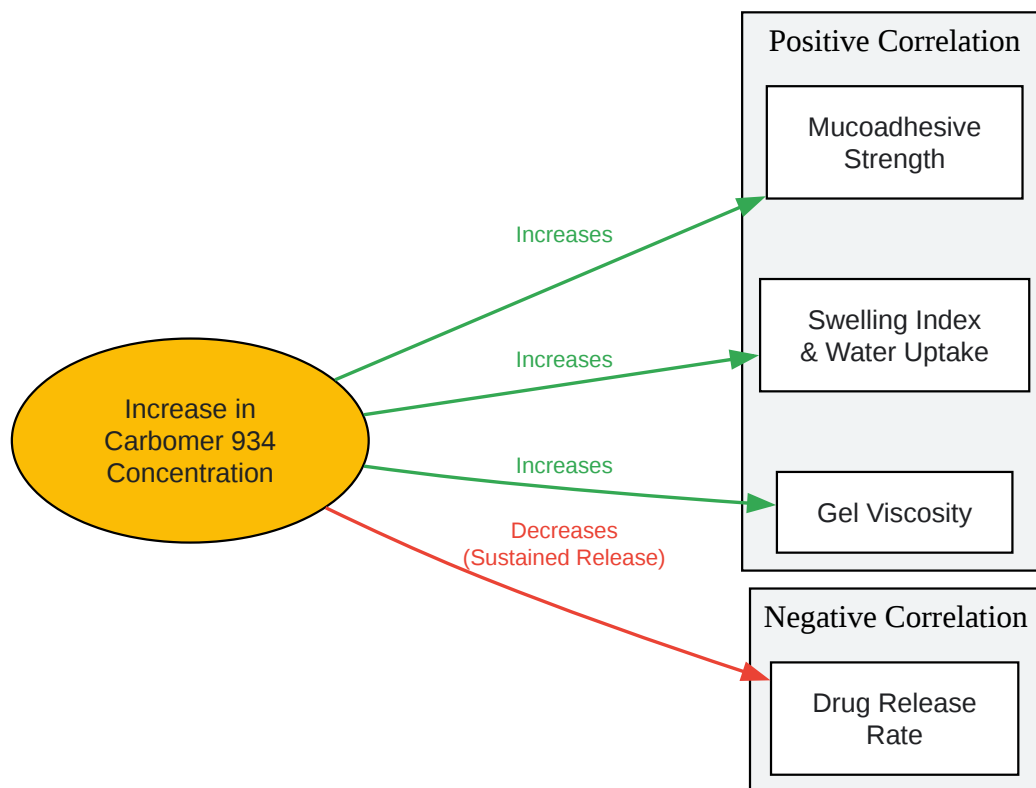 Positive Correlation
Mucoadhesive
Strength
Increases
Swelling Index
& Water Uptake
Increases
Increase in
Carbomer 934
Concentration
Increases
Gel Viscosity
Decreases
(Sustained Release)
Negative Correlation
Drug Release
Rate